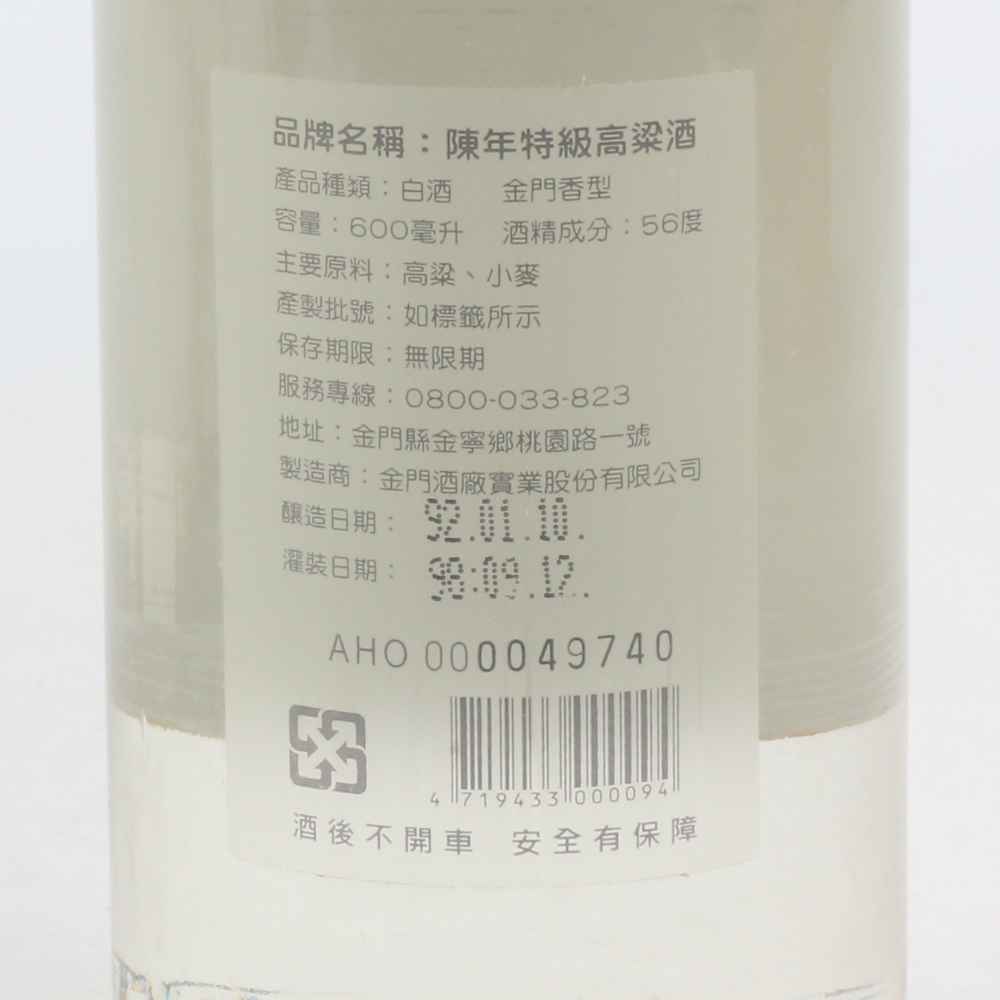 品牌名稱：陳年特級高粱酒
產品種類：白酒 金門香型
容量：600毫升 酒精成分：56度
主要原料：高粱、小麥
產製批號：如標籤所示
保存期限：無限期
服務專線：0800-033-823
地址：金門縣金寧鄉桃園路一號
製造商：金門酒廠實業股份有限公司
釀造日期： 92.01.10.
灌裝日期： 98.09.12.
AHO 000049740
4 719433 000094
酒後不開車 安全有保障